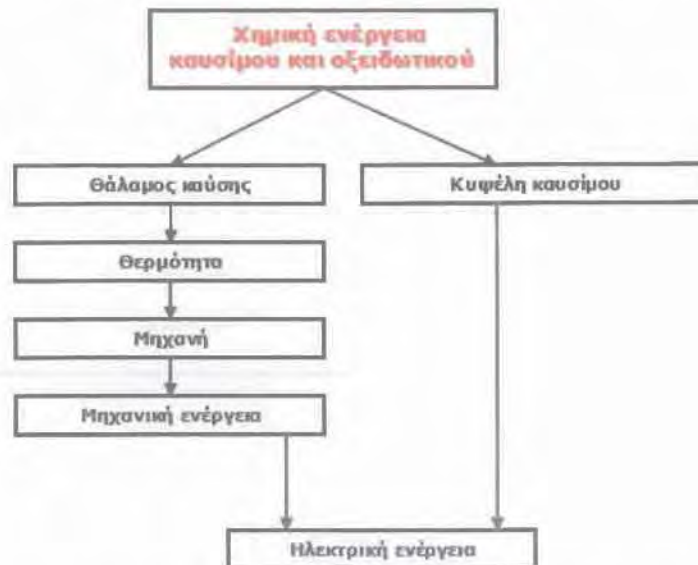 Χημική ενέργεια
καυσίμου και οξειδωτικού
Θάλαμος καύσης
Κυψέλη καυσίμου
Θερμότητα
Μηχανή
Μηχανική ενέργεια
Ηλεκτρική ενέργεια